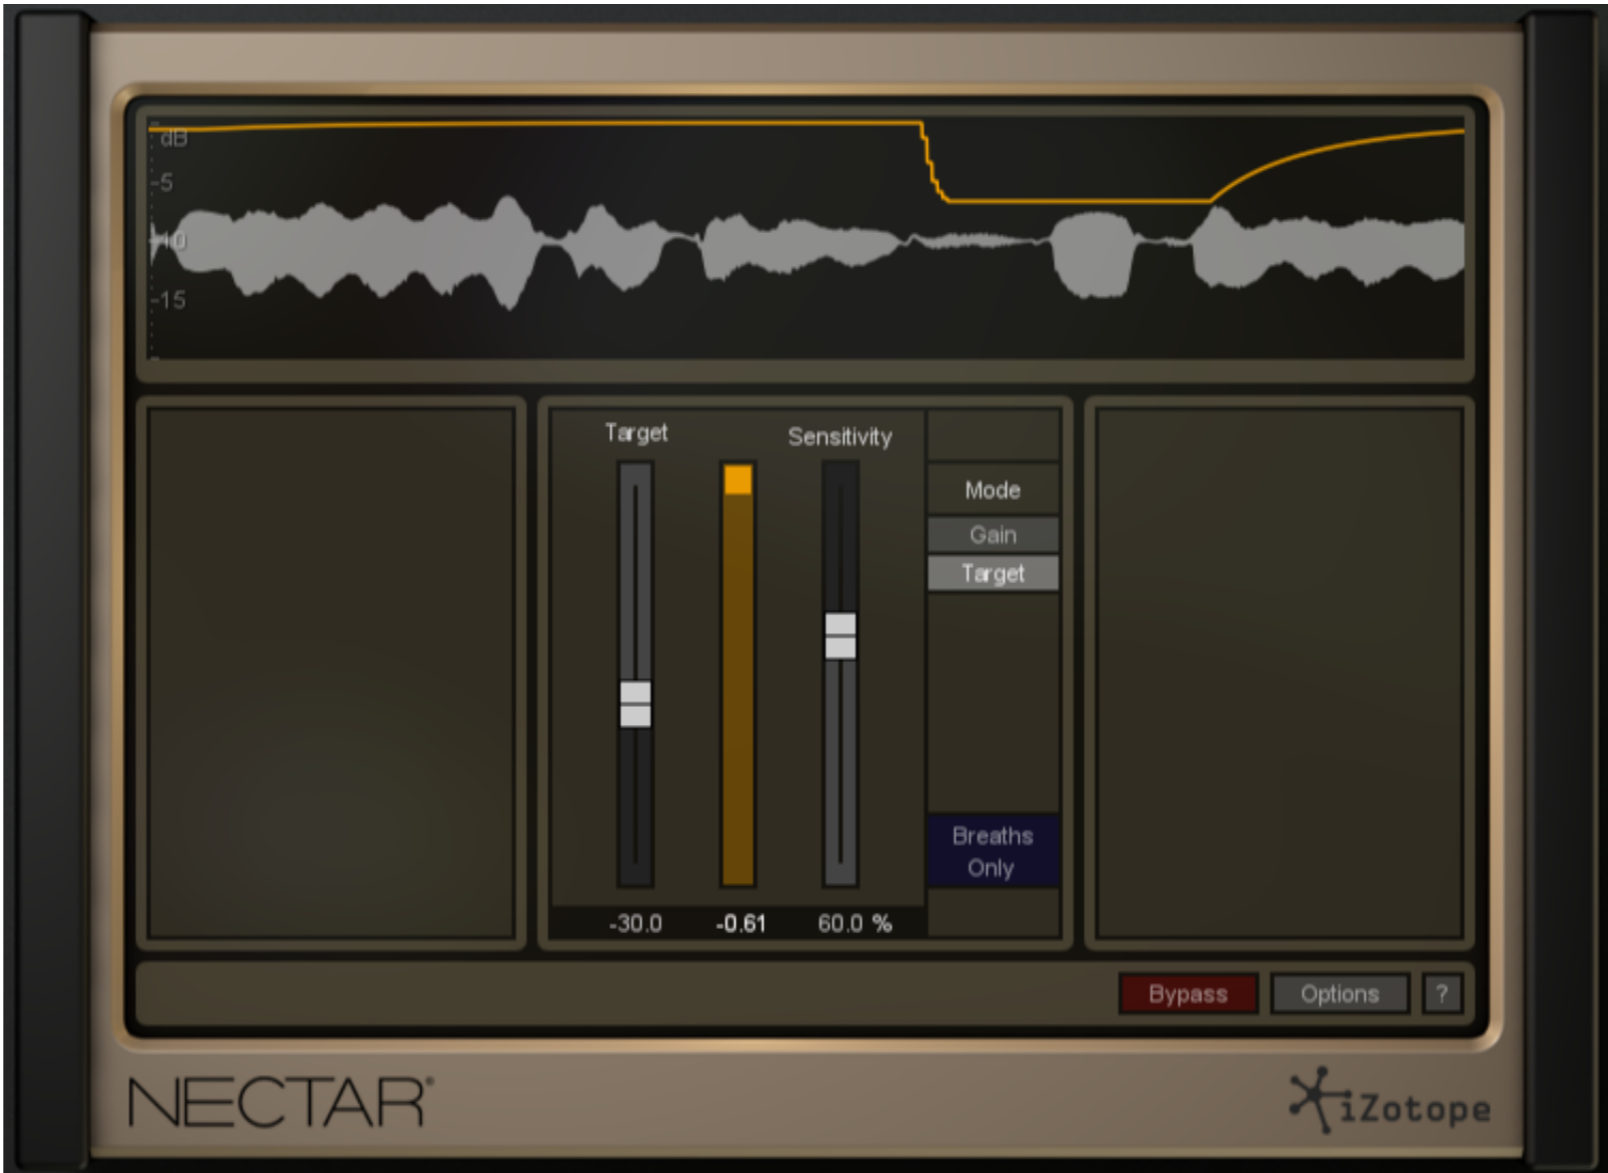 dB
-5
-10
-15
Target
Sensitivity
Mode
Gain
Target
Breaths
Only
-30.0
-0.61
60.0 %
Bypass
Options
?
NECTAR®
iZotope